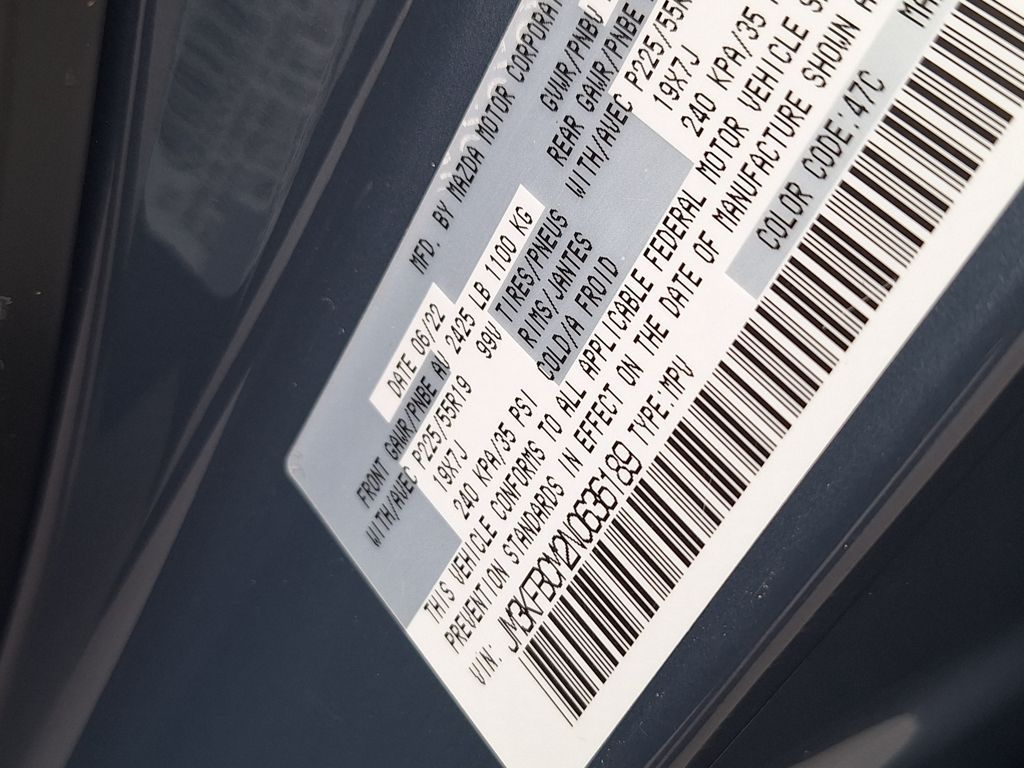 MFD. BY MAZDA MOTOR
DATE 06/22 GVWR/PNBV
FRONT GAWR/PNBE AV 2425 LB 1100 KG REAR GAWR/PNBE
WITH/AVEC P225/55R19 99V TIRES/PNEUS WITH/AVEC
19X7J RIMS/JANTES 19X7J
240 KPA/35 PSI COLD/A FROID 240 KPA/35
THIS VEHICLE CONFORMS TO ALL APPLICABLE FEDERAL MOTOR VEHICLE
PREVENTION STANDARDS IN EFFECT ON THE DATE OF MANUFACTURE SHOWN
VIN: JM3KFBCM2N0636189 TYPE:MPV COLOR CODE:47C